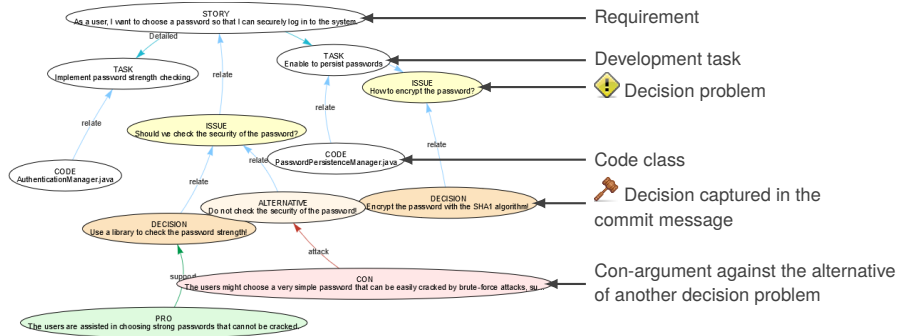 STORY
As a user, I want to choose a password so that I can securely log in to the system.
Requirement
Detailed
TASK
Enable to persist passwords
Development task
TASK
Implement password strength checking
relate
ISSUE
How to encrypt the password?
Decision problem
relate
relate
ISSUE
Should we check the security of the password?
relate
relate
CODE
PasswordPersistenceManager.java
Code class
CODE
AuthenticationManager.java
relate
ALTERNATIVE
Do not check the security of the password!
DECISION
Encrypt the password with the SHA1 algorithm!
Decision captured in the
commit message
DECISION
Use a library to check the password strength!
attack
support
CON
The users might choose a very simple password that can be easily cracked by brute-force attacks, su...
Con-argument against the alternative
of another decision problem
PRO
The users are assisted in choosing strong passwords that cannot be cracked.